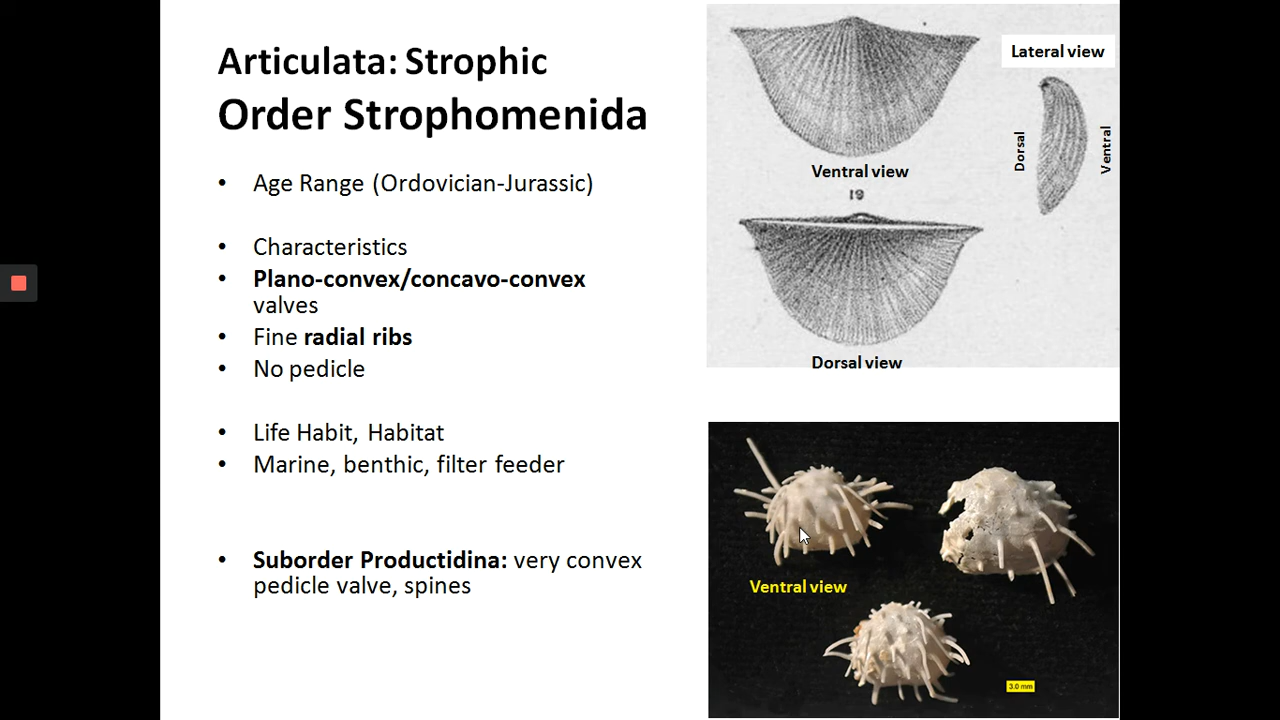 Articulata: Strophic
Order Strophomenida
• Age Range (Ordovician-Jurassic)
• Characteristics
• Plano-convex/concavo-convex
valves
• Fine radial ribs
• No pedicle
• Life Habit, Habitat
• Marine, benthic, filter feeder
• Suborder Productidina: very convex
pedicle valve, spines
Lateral view
Dorsal
Ventral
Ventral view
19
Dorsal view
Ventral view
3.0 mm